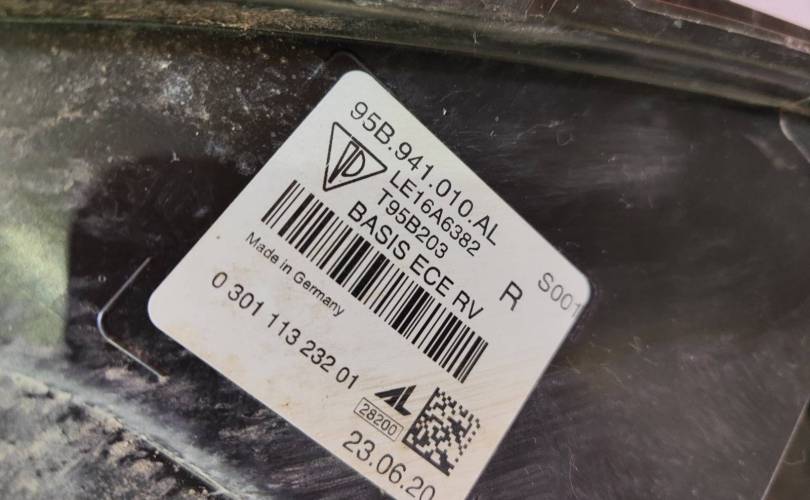 95B.941.010.AL
LE16A6382
T95B203
BASIS ECE RV
R
S001
Made in Germany
0 301 113 232 01
AL
28200
23.06.20